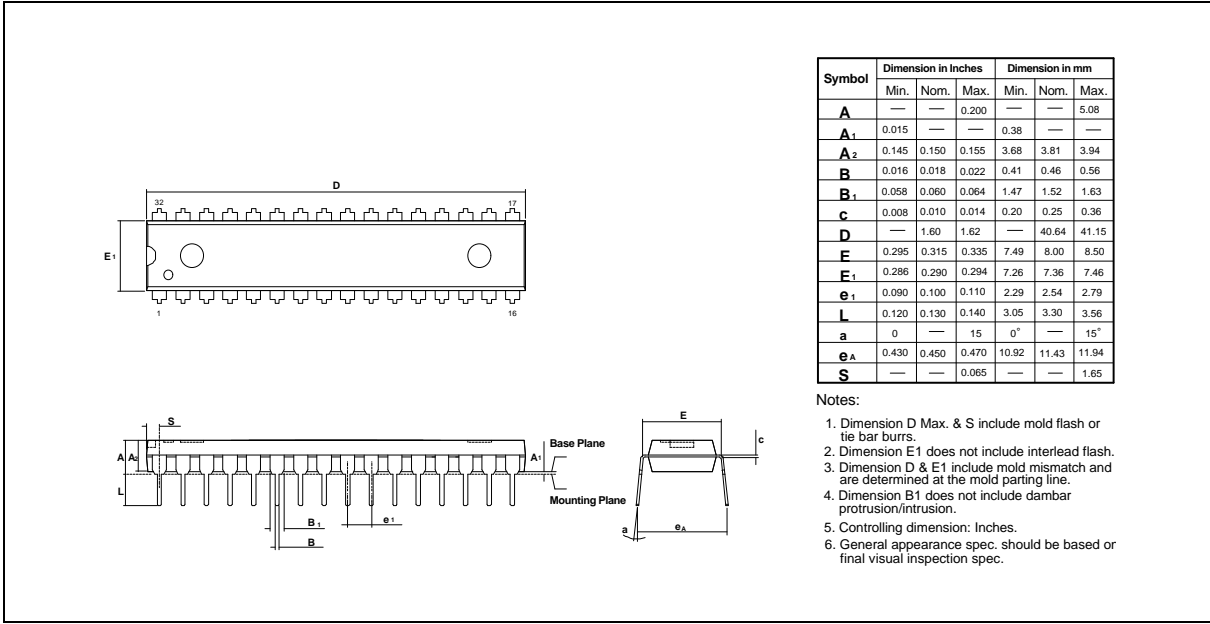 D
32 17
E1
1 16
S
A A2
A1
L
Base Plane
Mounting Plane
B1
e1
B
E
c
a
eA
Symbol Dimension in Inches Dimension in mm
Min. Nom. Max. Min. Nom. Max.
A — — 0.200 — — 5.08
A1 0.015 — — 0.38 — —
A2 0.145 0.150 0.155 3.68 3.81 3.94
B 0.016 0.018 0.022 0.41 0.46 0.56
B1 0.058 0.060 0.064 1.47 1.52 1.63
c 0.008 0.010 0.014 0.20 0.25 0.36
D — 1.60 1.62 — 40.64 41.15
E 0.295 0.315 0.335 7.49 8.00 8.50
E1 0.286 0.290 0.294 7.26 7.36 7.46
e1 0.090 0.100 0.110 2.29 2.54 2.79
L 0.120 0.130 0.140 3.05 3.30 3.56
a 0 — 15 0° — 15°
eA 0.430 0.450 0.470 10.92 11.43 11.94
S — — 0.065 — — 1.65
Notes:
1. Dimension D Max. & S include mold flash or
tie bar burrs.
2. Dimension E1 does not include interlead flash.
3. Dimension D & E1 include mold mismatch and
are determined at the mold parting line.
4. Dimension B1 does not include dambar
protrusion/intrusion.
5. Controlling dimension: Inches.
6. General appearance spec. should be based on
final visual inspection spec.